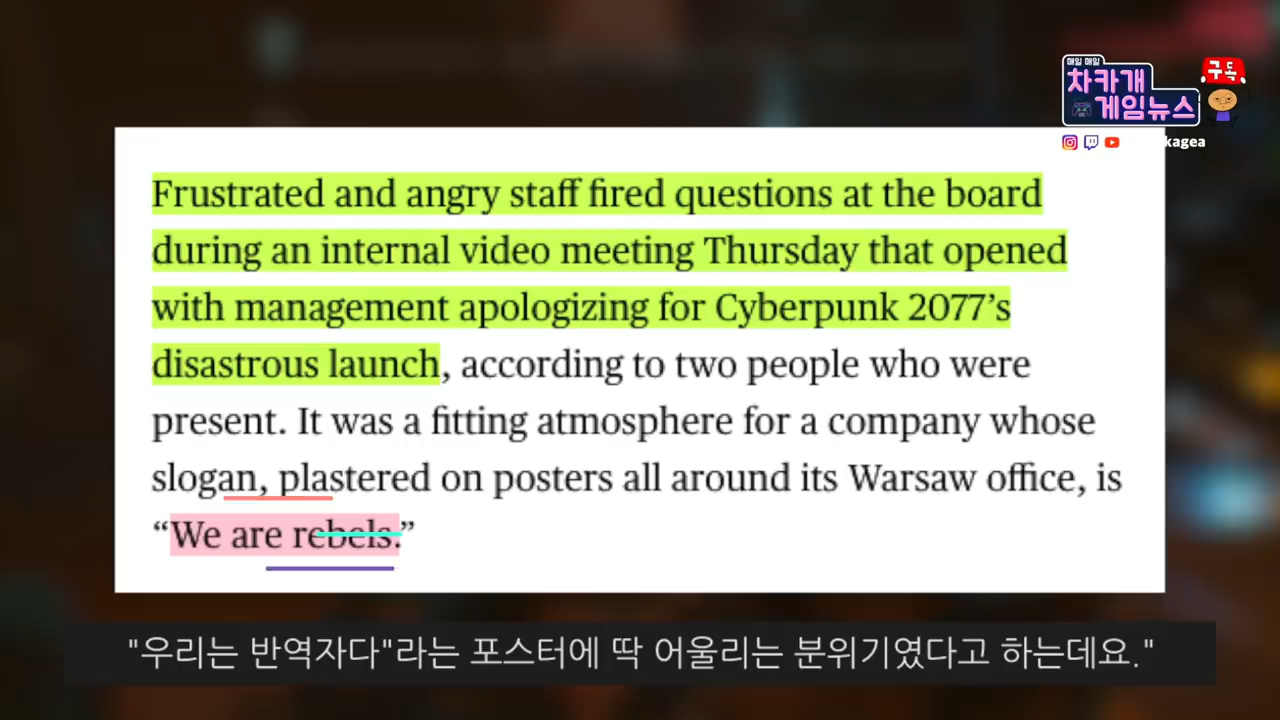 매일 매일
차카개
게임뉴스
구독
kagea
Frustrated and angry staff fired questions at the board
during an internal video meeting Thursday that opened
with management apologizing for Cyberpunk 2077’s
disastrous launch, according to two people who were
present. It was a fitting atmosphere for a company whose
slogan, plastered on posters all around its Warsaw office, is
“We are rebels.”
"우리는 반역자다"라는 포스터에 딱 어울리는 분위기였다고 하는데요."